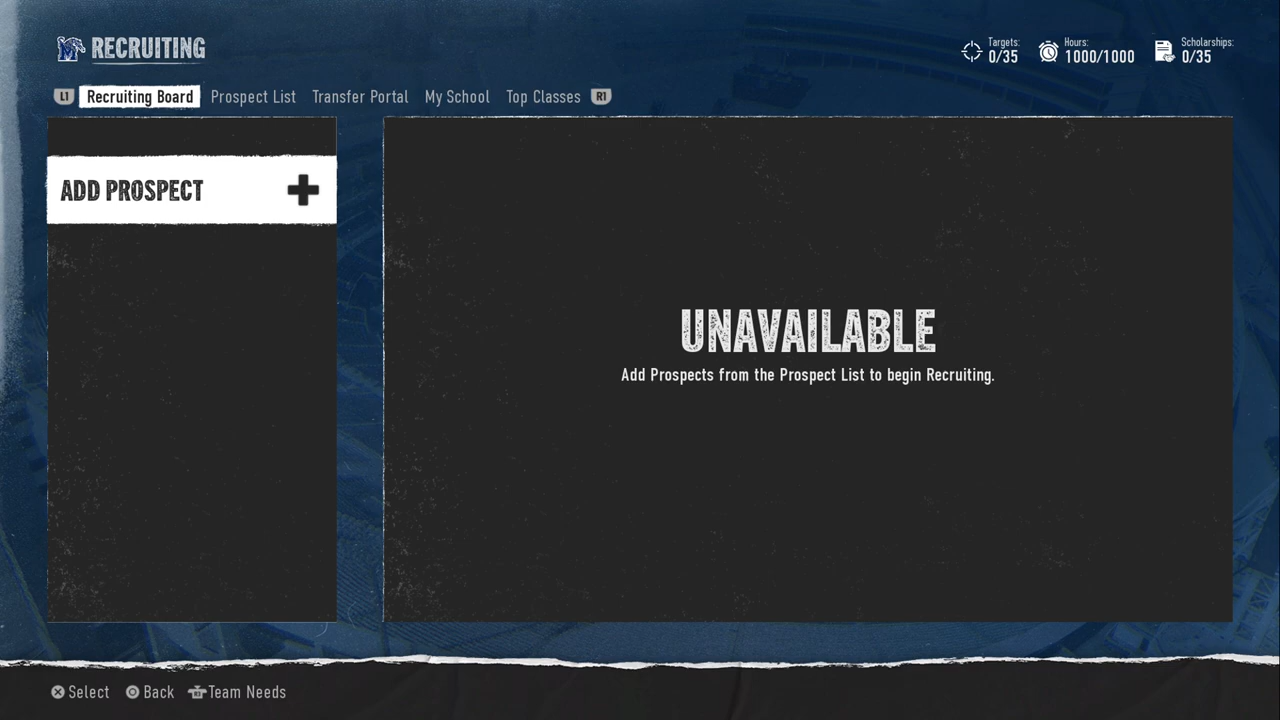 RECRUITING
Targets:
0/35
Hours:
1000/1000
Scholarships:
0/35
L1 Recruiting Board Prospect List Transfer Portal My School Top Classes R1
ADD PROSPECT
UNAVAILABLE
Add Prospects from the Prospect List to begin Recruiting.
Select Back Team Needs